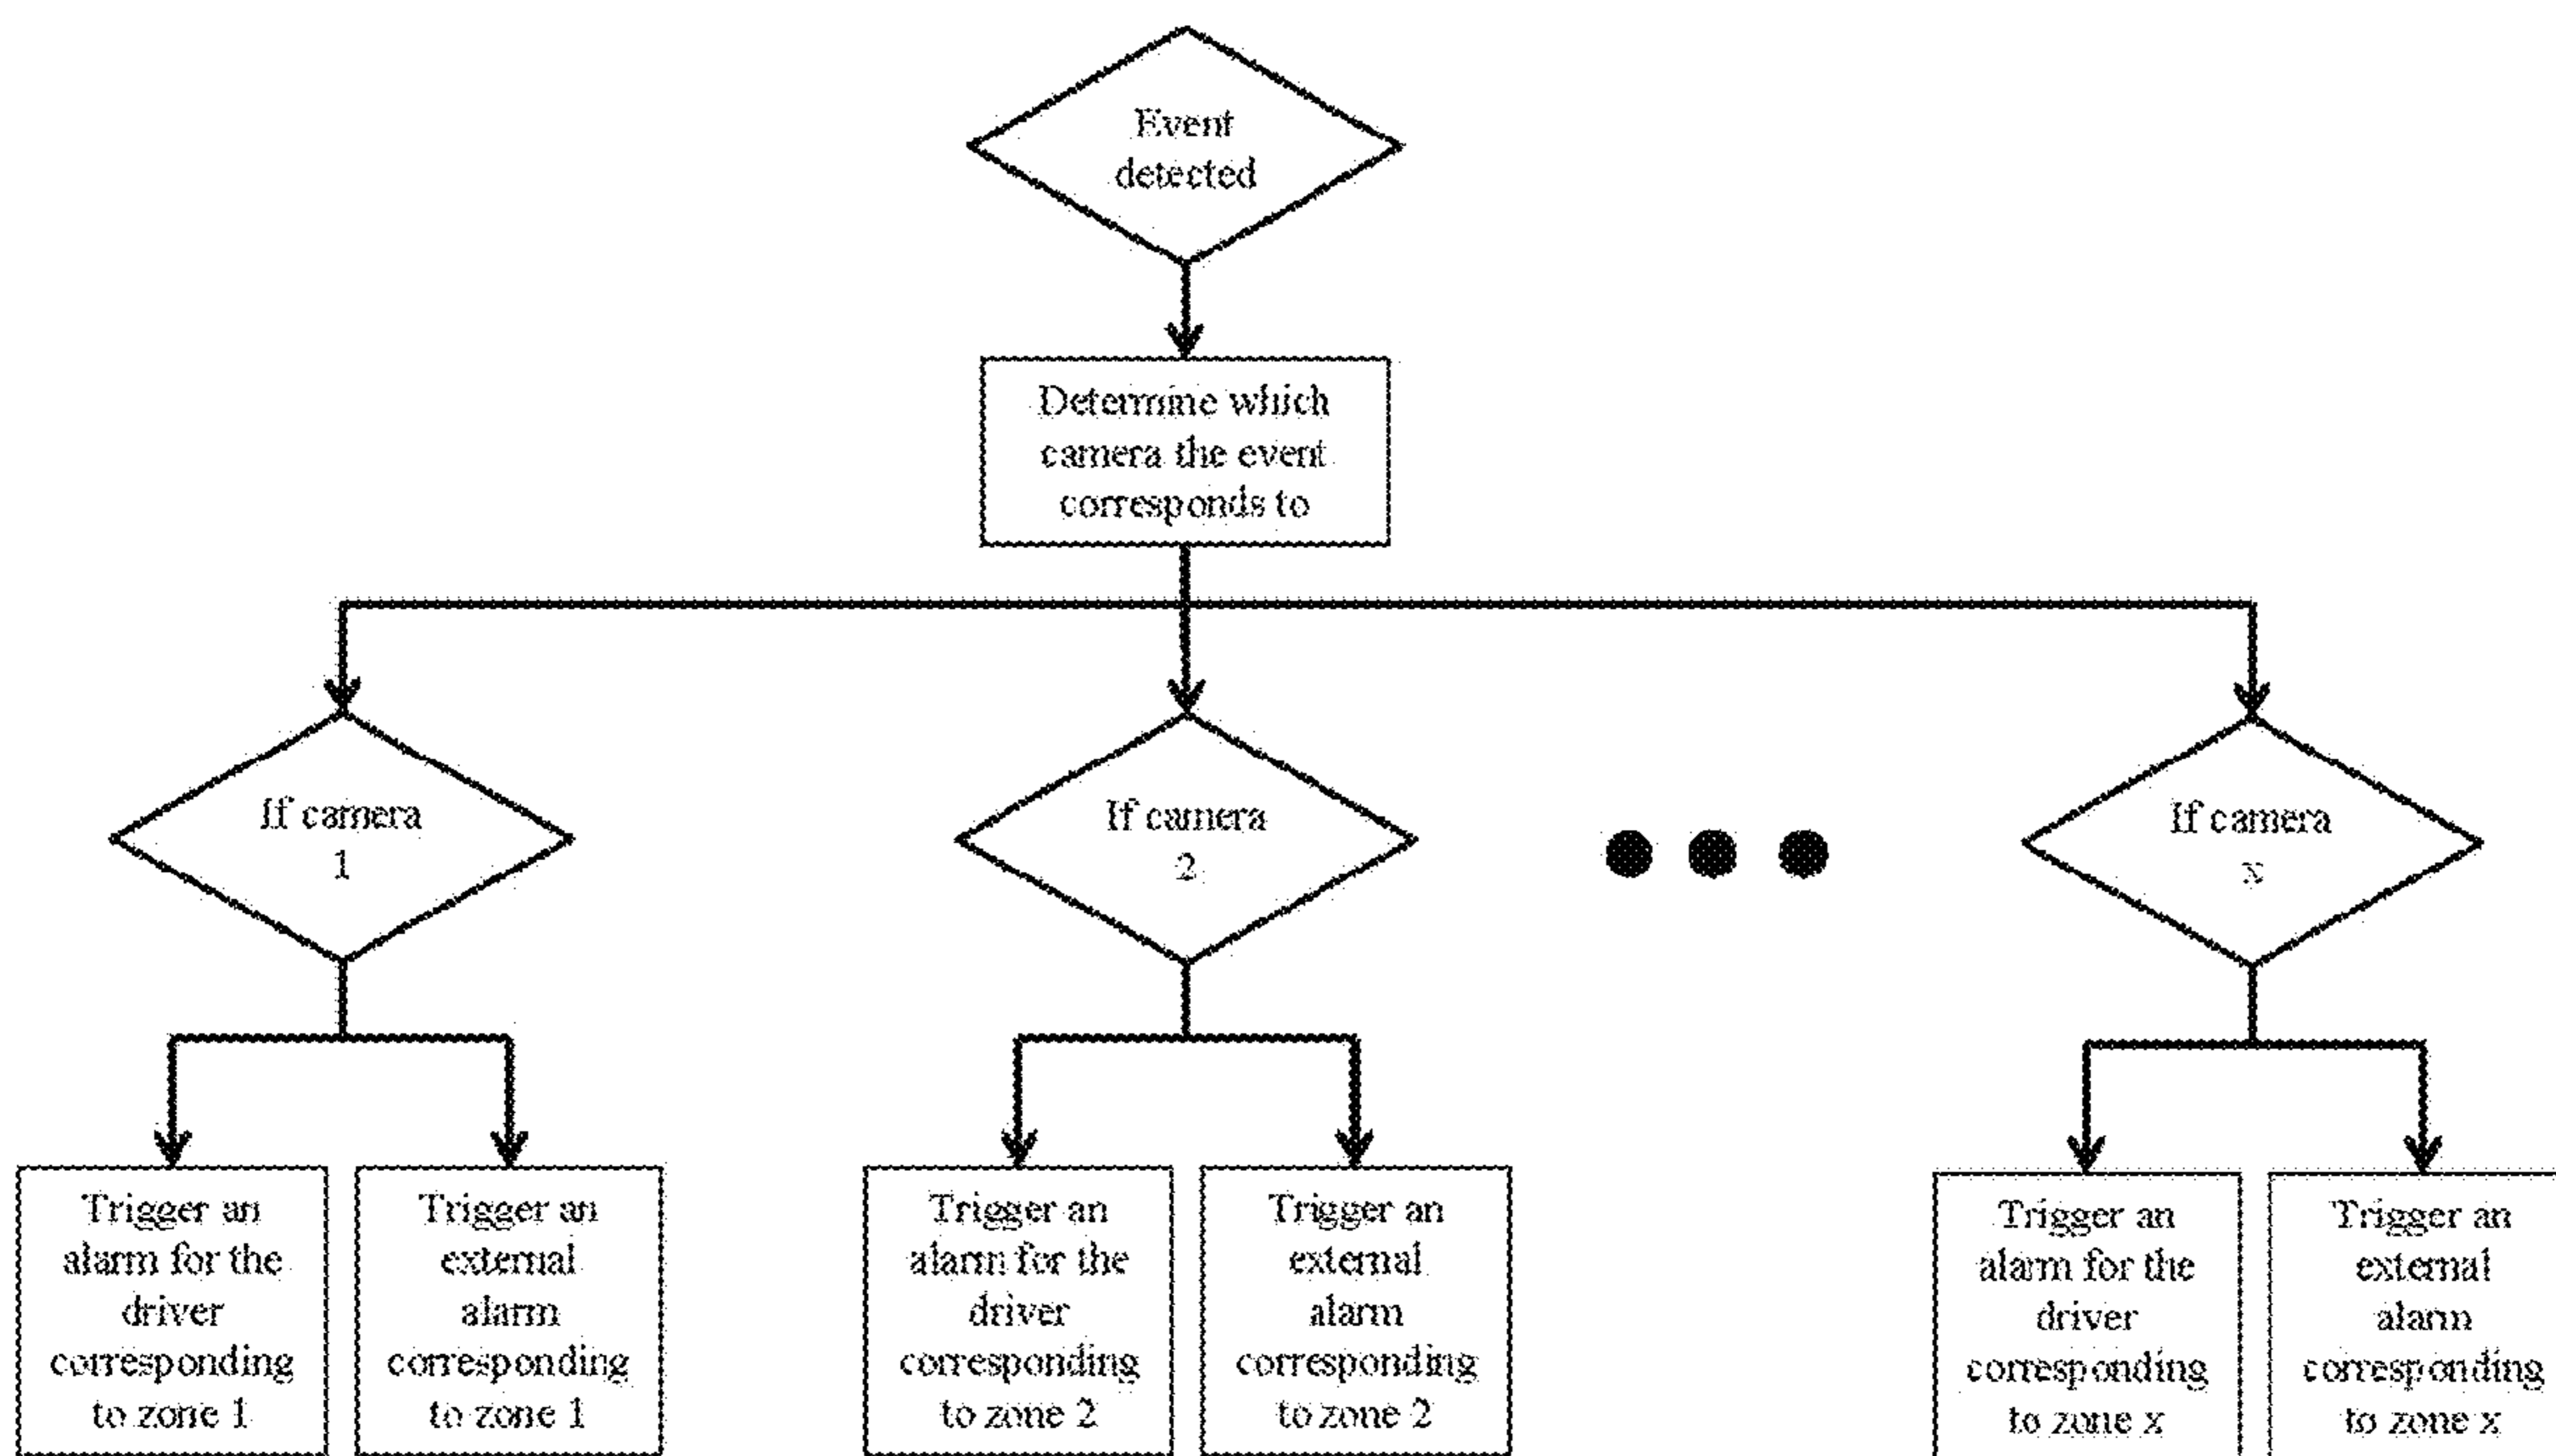 Event
detected
Determine which
camera the event
corresponds to
If camera
1
If camera
2
If camera
x
Trigger an
alarm for the
driver
corresponding
to zone 1
Trigger an
external
alarm
corresponding
to zone 1
Trigger an
alarm for the
driver
corresponding
to zone 2
Trigger an
external
alarm
corresponding
to zone 2
Trigger an
alarm for the
driver
corresponding
to zone x
Trigger an
external
alarm
corresponding
to zone x